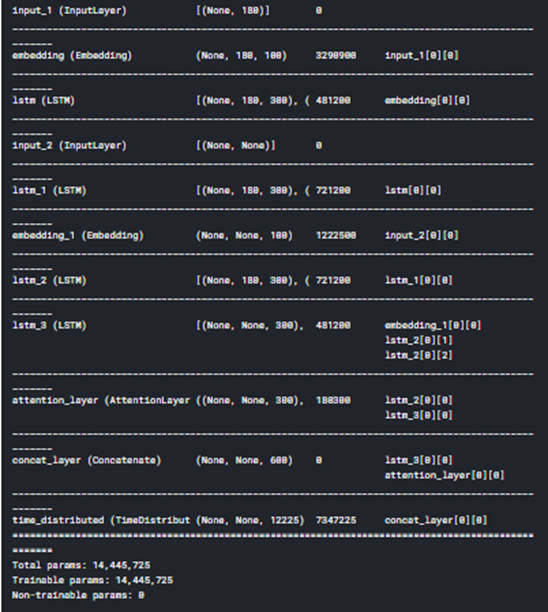 input_1 (InputLayer) [(None, 180)] 0
embedding (Embedding) (None, 180, 100) 3290900 input_1[0][0]
lstm (LSTM) [(None, 180, 300), ( 481200 embedding[0][0]
input_2 (InputLayer) [(None, None)] 0
lstm_1 (LSTM) [(None, 180, 300), ( 721200 lstm[0][0]
embedding_1 (Embedding) (None, None, 100) 1222500 input_2[0][0]
lstm_2 (LSTM) [(None, 180, 300), ( 721200 lstm_1[0][0]
lstm_3 (LSTM) [(None, None, 300), 481200 embedding_1[0][0]
lstm_2[0][1]
lstm_2[0][2]
attention_layer (AttentionLayer ((None, None, 300), 180300 lstm_2[0][0]
lstm_3[0][0]
concat_layer (Concatenate) (None, None, 600) 0 lstm_3[0][0]
attention_layer[0][0]
time_distributed (TimeDistribut (None, None, 12225) 7347225 concat_layer[0][0]
Total params: 14,445,725
Trainable params: 14,445,725
Non-trainable params: 0